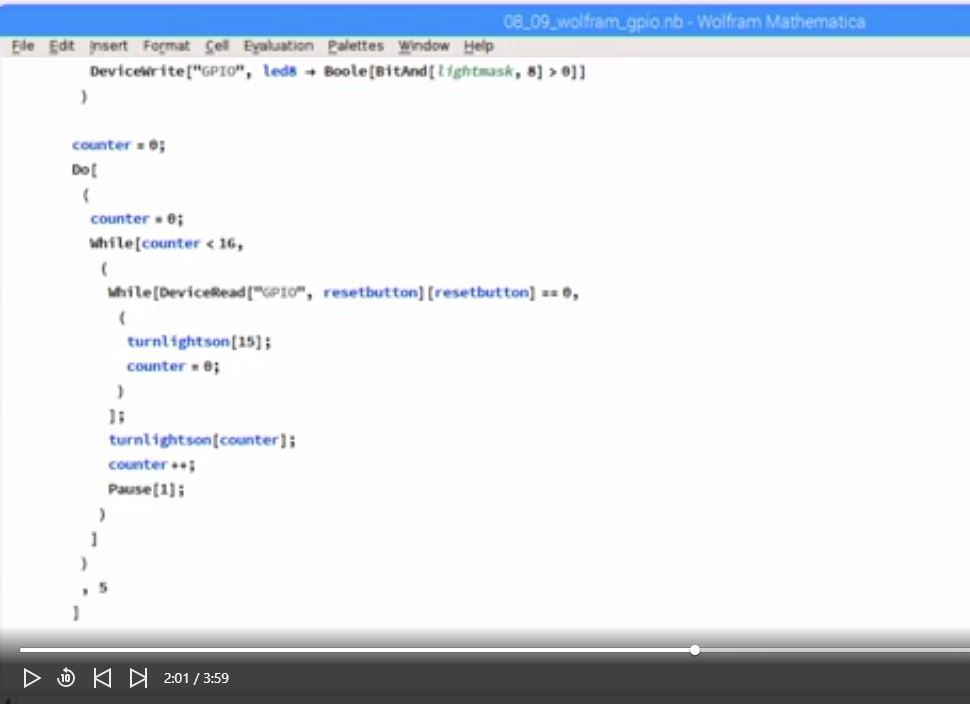 08_09_wolfram_gpio.nb - Wolfram Mathematica
File Edit Insert Format Cell Evaluation Palettes Window Help
DeviceWrite["GPIO", led8 → Boole[BitAnd[lightmask, 8] > 0]]
)
counter = 0;
Do[
(
counter = 0;
While[counter < 16,
(
While[DeviceRead["GPIO", resetbutton][resetbutton] == 0,
(
turnlightson[15];
counter = 0;
)
];
turnlightson[counter];
counter ++;
Pause[1];
)
]
)
, 5
]
10 2:01 / 3:59